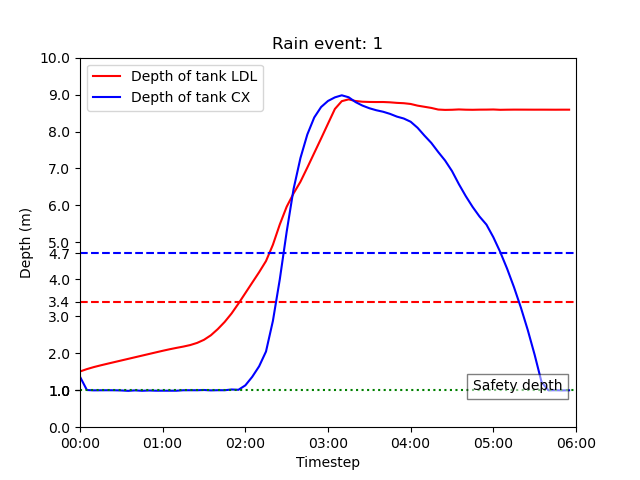 Rain event: 1
Depth of tank LDL
Depth of tank CX
Depth (m)
10.0
9.0
8.0
7.0
6.0
5.0
4.7
4.0
3.4
3.0
2.0
1.0
1.0
0.0
Safety depth
00:00 01:00 02:00 03:00 04:00 05:00 06:00
Timestep